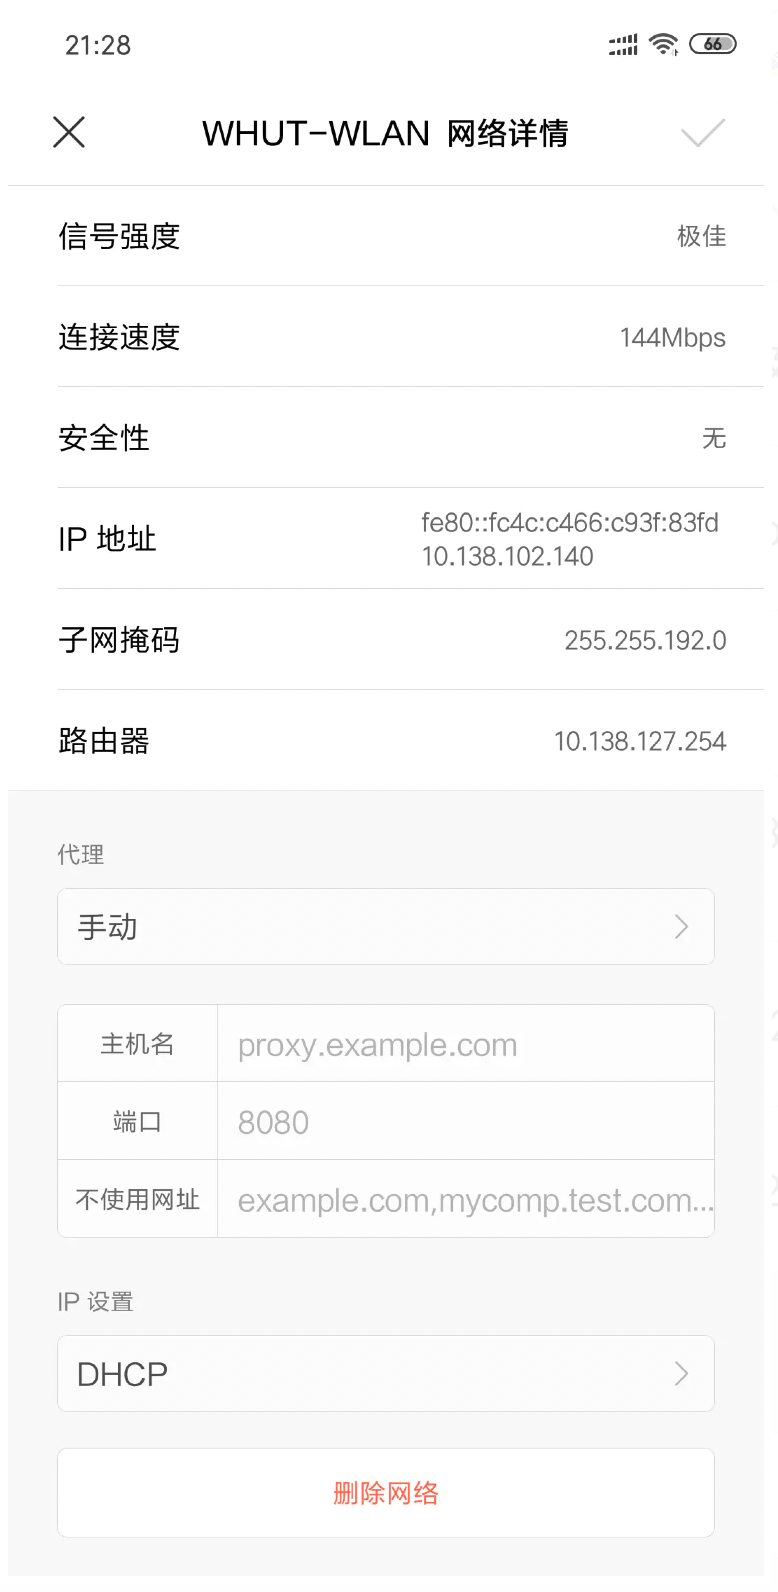 21:28 66
WHUT-WLAN 网络详情
信号强度 极佳
连接速度 144Mbps
安全性 无
IP 地址 fe80::fc4c:c466:c93f:83fd
10.138.102.140
子网掩码 255.255.192.0
路由器 10.138.127.254
代理
手动
主机名 proxy.example.com
端口 8080
不使用网址 example.com,mycomp.test.com...
IP 设置
DHCP
删除网络